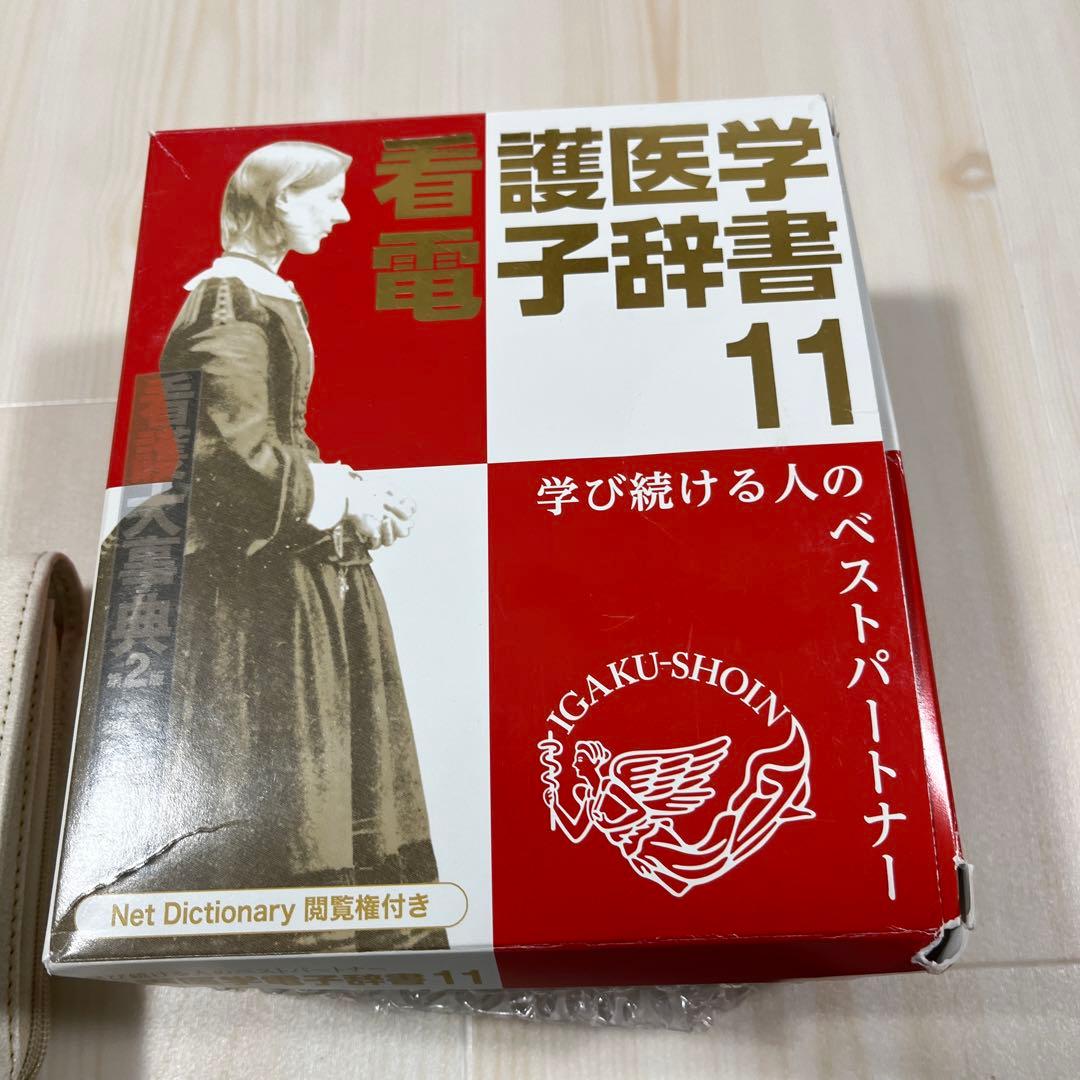 看護医学
電子辞書
11
学び続ける人の
ベストパートナー
IGAKU-SHOIN
看護大事典
第2版
Net Dictionary 閲覧権付き
子辞書11